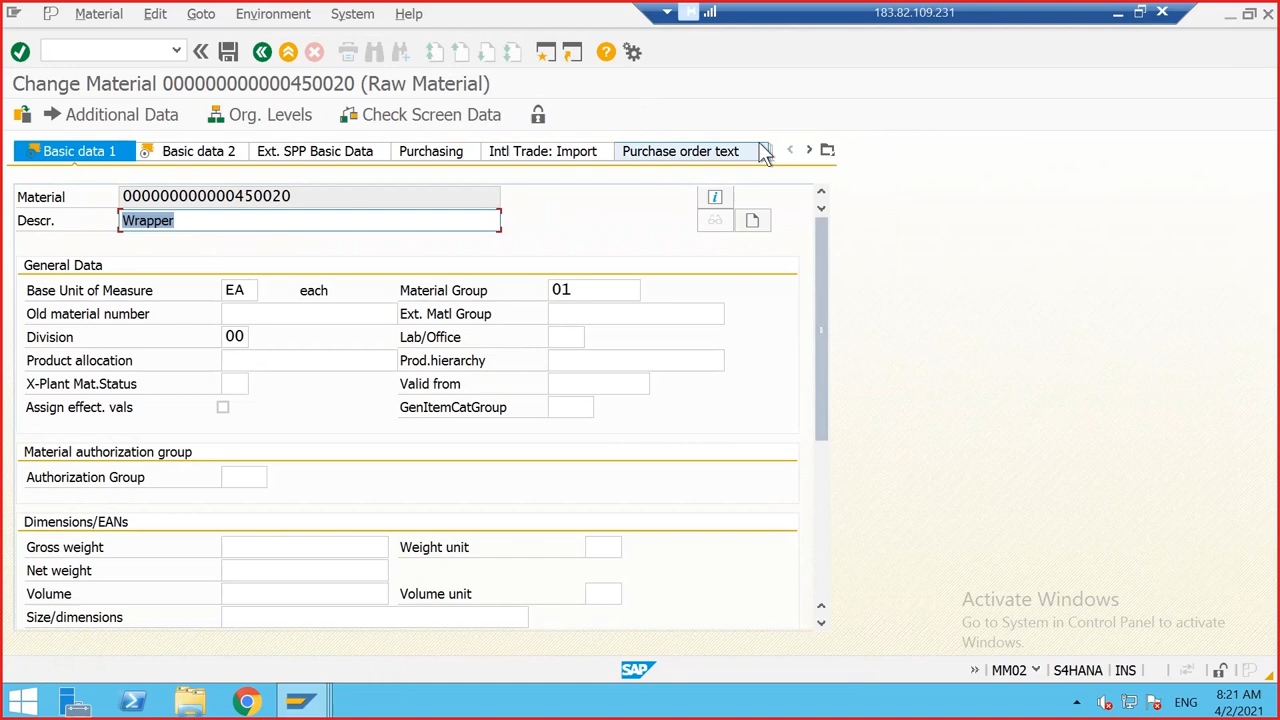 Material Edit Goto Environment System Help
183.82.109.231
Change Material 000000000000450020 (Raw Material)
Additional Data Org. Levels Check Screen Data
Basic data 1 Basic data 2 Ext. SPP Basic Data Purchasing Intl Trade: Import Purchase order text
Material 000000000000450020
Descr. Wrapper
General Data
Base Unit of Measure EA each Material Group 01
Old material number Ext. Matl Group
Division 00 Lab/Office
Product allocation Prod.hierarchy
X-Plant Mat.Status Valid from
Assign effect. vals GenItemCatGroup
Material authorization group
Authorization Group
Dimensions/EANs
Gross weight Weight unit
Net weight
Volume Volume unit
Size/dimensions
Activate Windows
Go to System in Control Panel to activate
Windows.
SAP
MM02 S4HANA INS
ENG
8:21 AM
4/2/2021